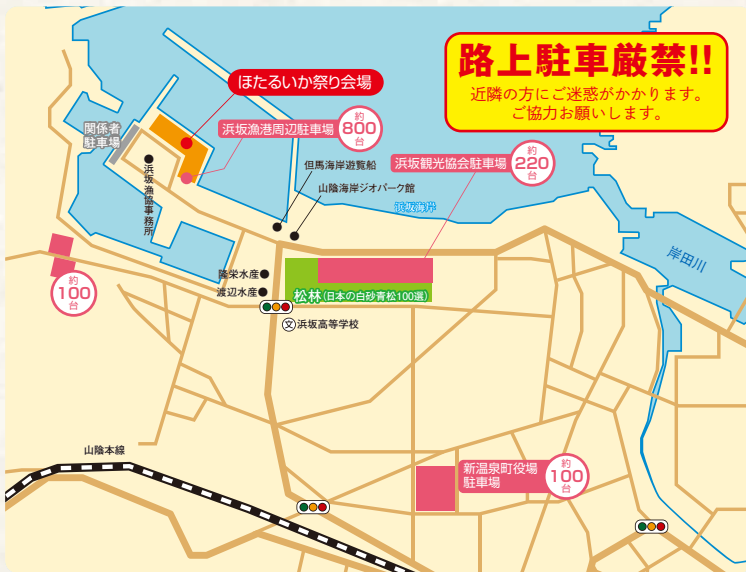 路上駐車厳禁!!
近隣の方にご迷惑がかかります。
ご協力お願いします。
ほたるいか祭り会場
関係者
駐車場
浜坂漁港周辺駐車場
約
800
台
浜坂漁協事務所
但馬海岸遊覧船
山陰海岸ジオパーク館
浜坂観光協会駐車場
約
220
台
浜坂海岸
岸田川
約
100
台
隆栄水産
渡辺水産
松林(日本の白砂青松100選)
文
浜坂高等学校
山陰本線
新温泉町役場
駐車場
約
100
台